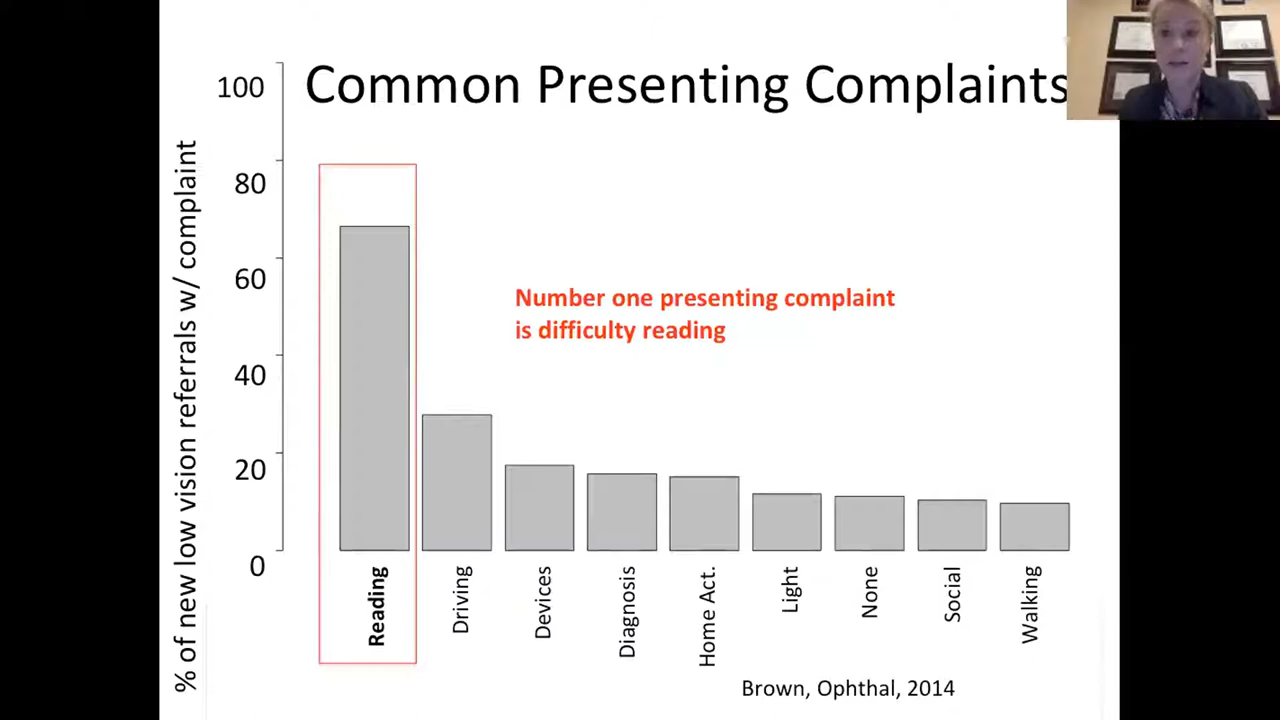 Common Presenting Complaints
% of new low vision referrals w/ complaint
100
80
60
40
20
0
Number one presenting complaint
is difficulty reading
Reading
Driving
Devices
Diagnosis
Home Act.
Light
None
Social
Walking
Brown, Ophthal, 2014